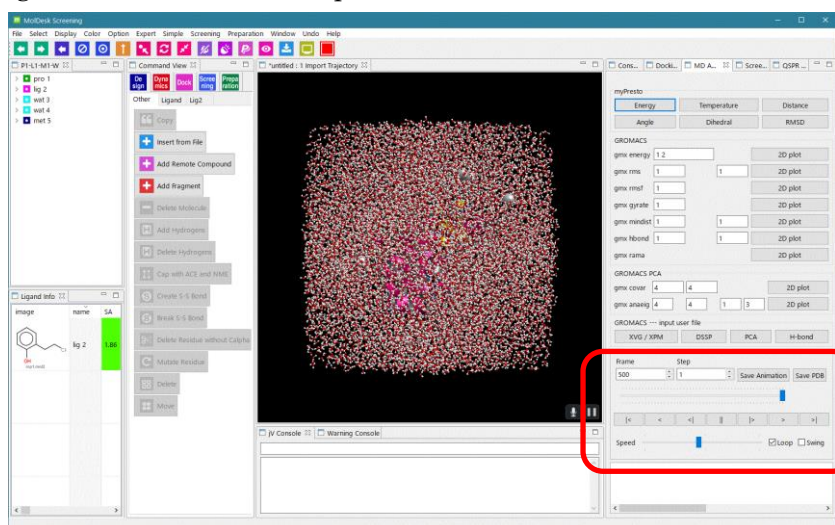 MolDesk Screening
File Select Display Color Option Expert Simple Screening Preparation Window Undo Help
P1-L1-M1-W
pro 1
lig 2
wat 3
wat 4
met 5
Ligand Info
image name SA
lig 2 1.86
OH
Cl
Command View
De sign Dyna mics Dock Scree ning Prepa ration
Other Ligand Lig2
Copy
Insert from File
Add Remote Compound
Add Fragment
Delete Molecule
Add Hydrogens
Delete Hydrogens
Cap with ACE and NME
Create S-S Bond
Break S-S Bond
Delete Residue without Calpha
Mutate Residue
Delete
Move
*untitled : 1 Import Trajectory
jV Console Warning Console
Cons... Docki... MD A... Scree... QSPR ...
myPresto
Energy Temperature Distance
Angle Dihedral RMSD
GROMACS
gmx energy 1 2 2D plot
gmx rms 1 1 2D plot
gmx rmsf 1 2D plot
gmx gyrate 1 2D plot
gmx mindist 1 1 2D plot
gmx hbond 1 1 2D plot
gmx rama 2D plot
GROMACS PCA
gmx covar 4 4 2D plot
gmx anaeig 4 4 1 3 2D plot
GROMACS --- input user file
XVG / XPM DSSP PCA H-bond
Frame Step
500 1 Save Animation Save PDB
|< < <| || |> > >|
Speed Loop Swing